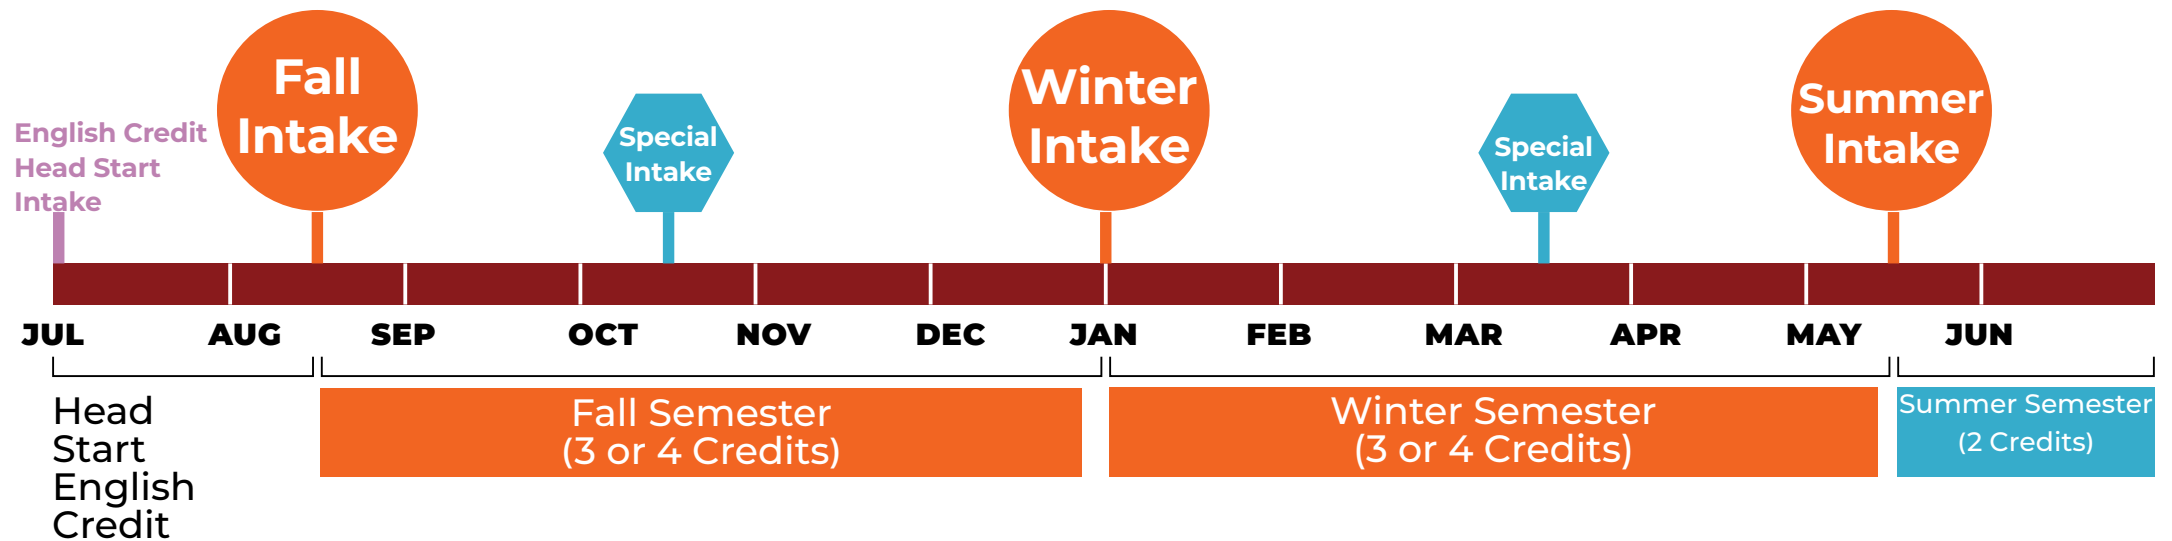 English Credit
Head Start
Intake
Fall
Intake
Special
Intake
Winter
Intake
Special
Intake
Summer
Intake
JUL AUG SEP OCT NOV DEC JAN FEB MAR APR MAY JUN
Head
Start
English
Credit
Fall Semester
(3 or 4 Credits)
Winter Semester
(3 or 4 Credits)
Summer Semester
(2 Credits)